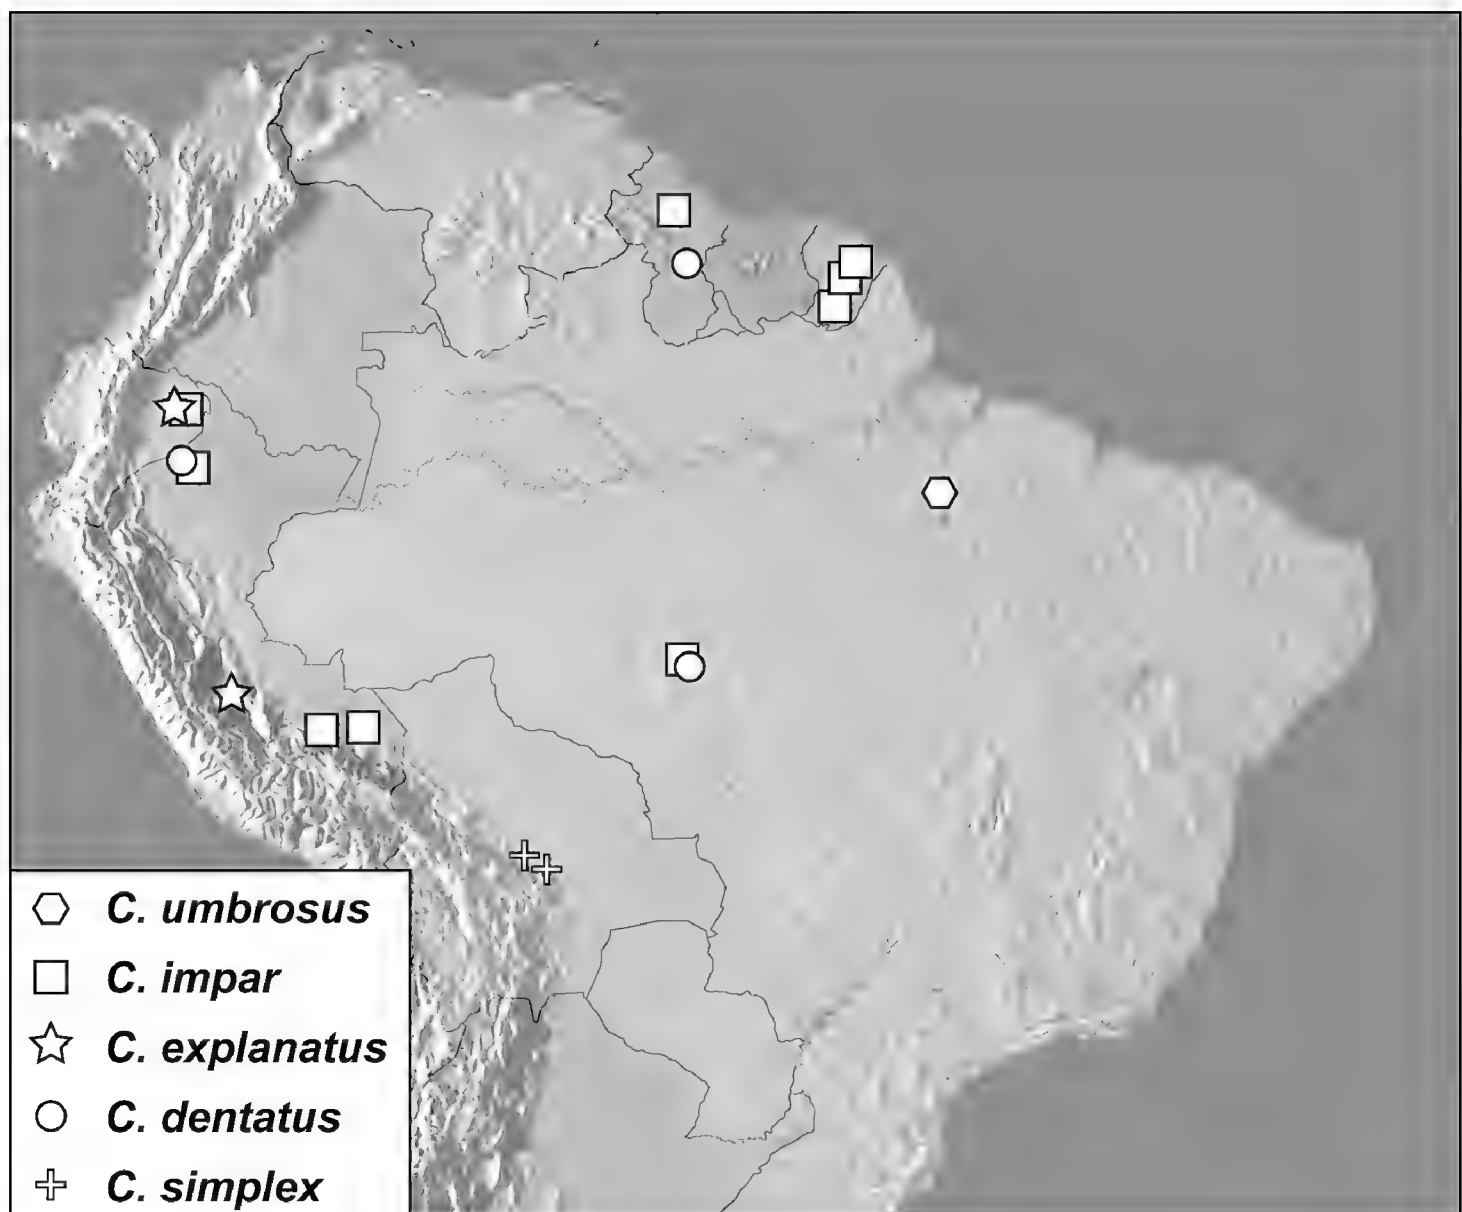 C. umbrosus
C. impar
C. explanatus
C. dentatus
C. simplex